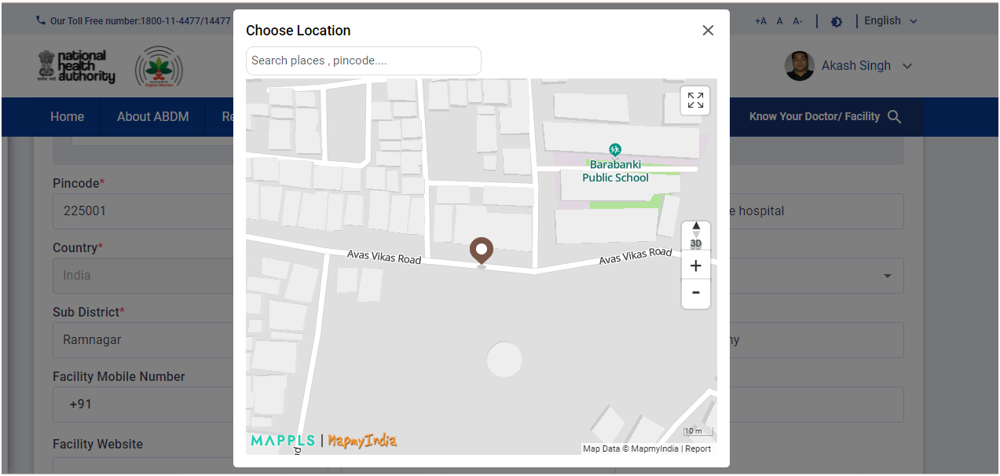 Our Toll Free number:1800-11-4477/14477
Choose Location
+A A A-
English
Search places , pincode....
national
health
authority
Akash Singh
Home
About ABDM
Re
Know Your Doctor/ Facility
Barabanki
Public School
Pincode*
225001
e hospital
Country*
India
Avas Vikas Road
Avas Vikas Road
3D
+
-
Sub District*
Ramnagar
ny
Facility Mobile Number
+91
Facility Website
MAPPLS | MapmyIndia
10 m
Map Data © MapmyIndia | Report